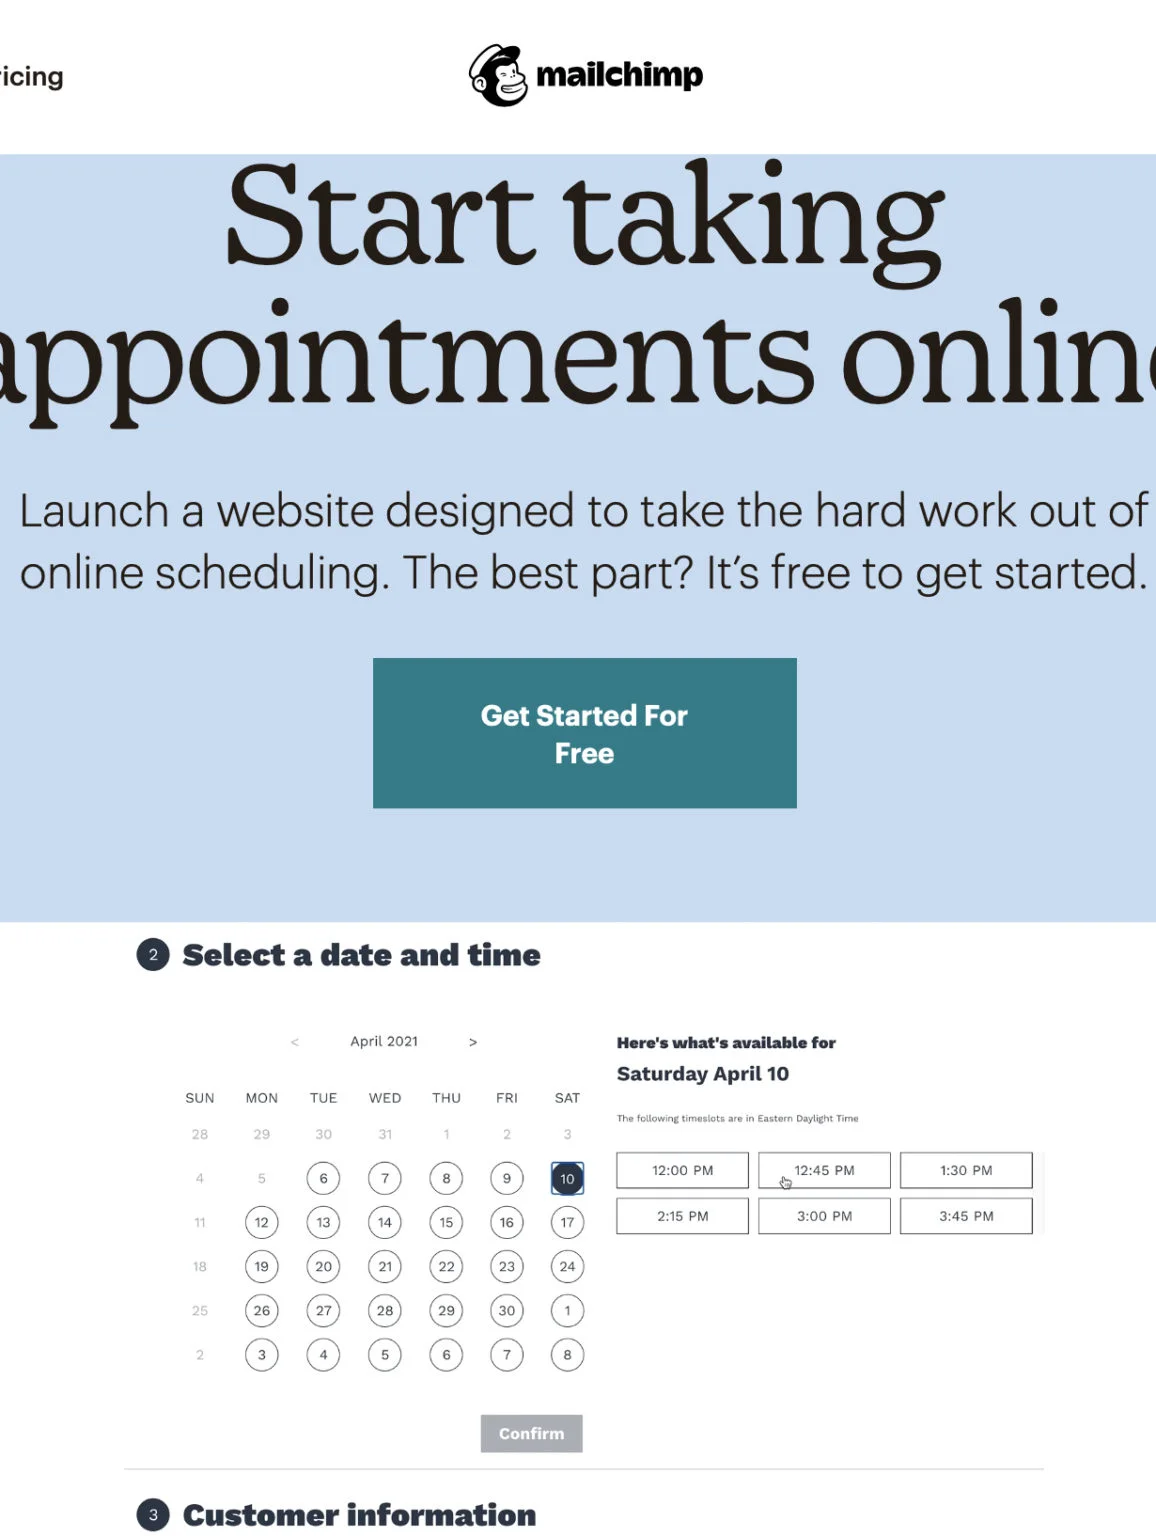 ricing
mailchimp
Start taking
appointments online
Launch a website designed to take the hard work out of
online scheduling. The best part? It’s free to get started.
Get Started For
Free
2 Select a date and time
< April 2021 >
SUN MON TUE WED THU FRI SAT
28 29 30 31 1 2 3
4 5 6 7 8 9 10
11 12 13 14 15 16 17
18 19 20 21 22 23 24
25 26 27 28 29 30 1
2 3 4 5 6 7 8
Confirm
Here's what's available for
Saturday April 10
The following timeslots are in Eastern Daylight Time
12:00 PM 12:45 PM 1:30 PM
2:15 PM 3:00 PM 3:45 PM
3 Customer information